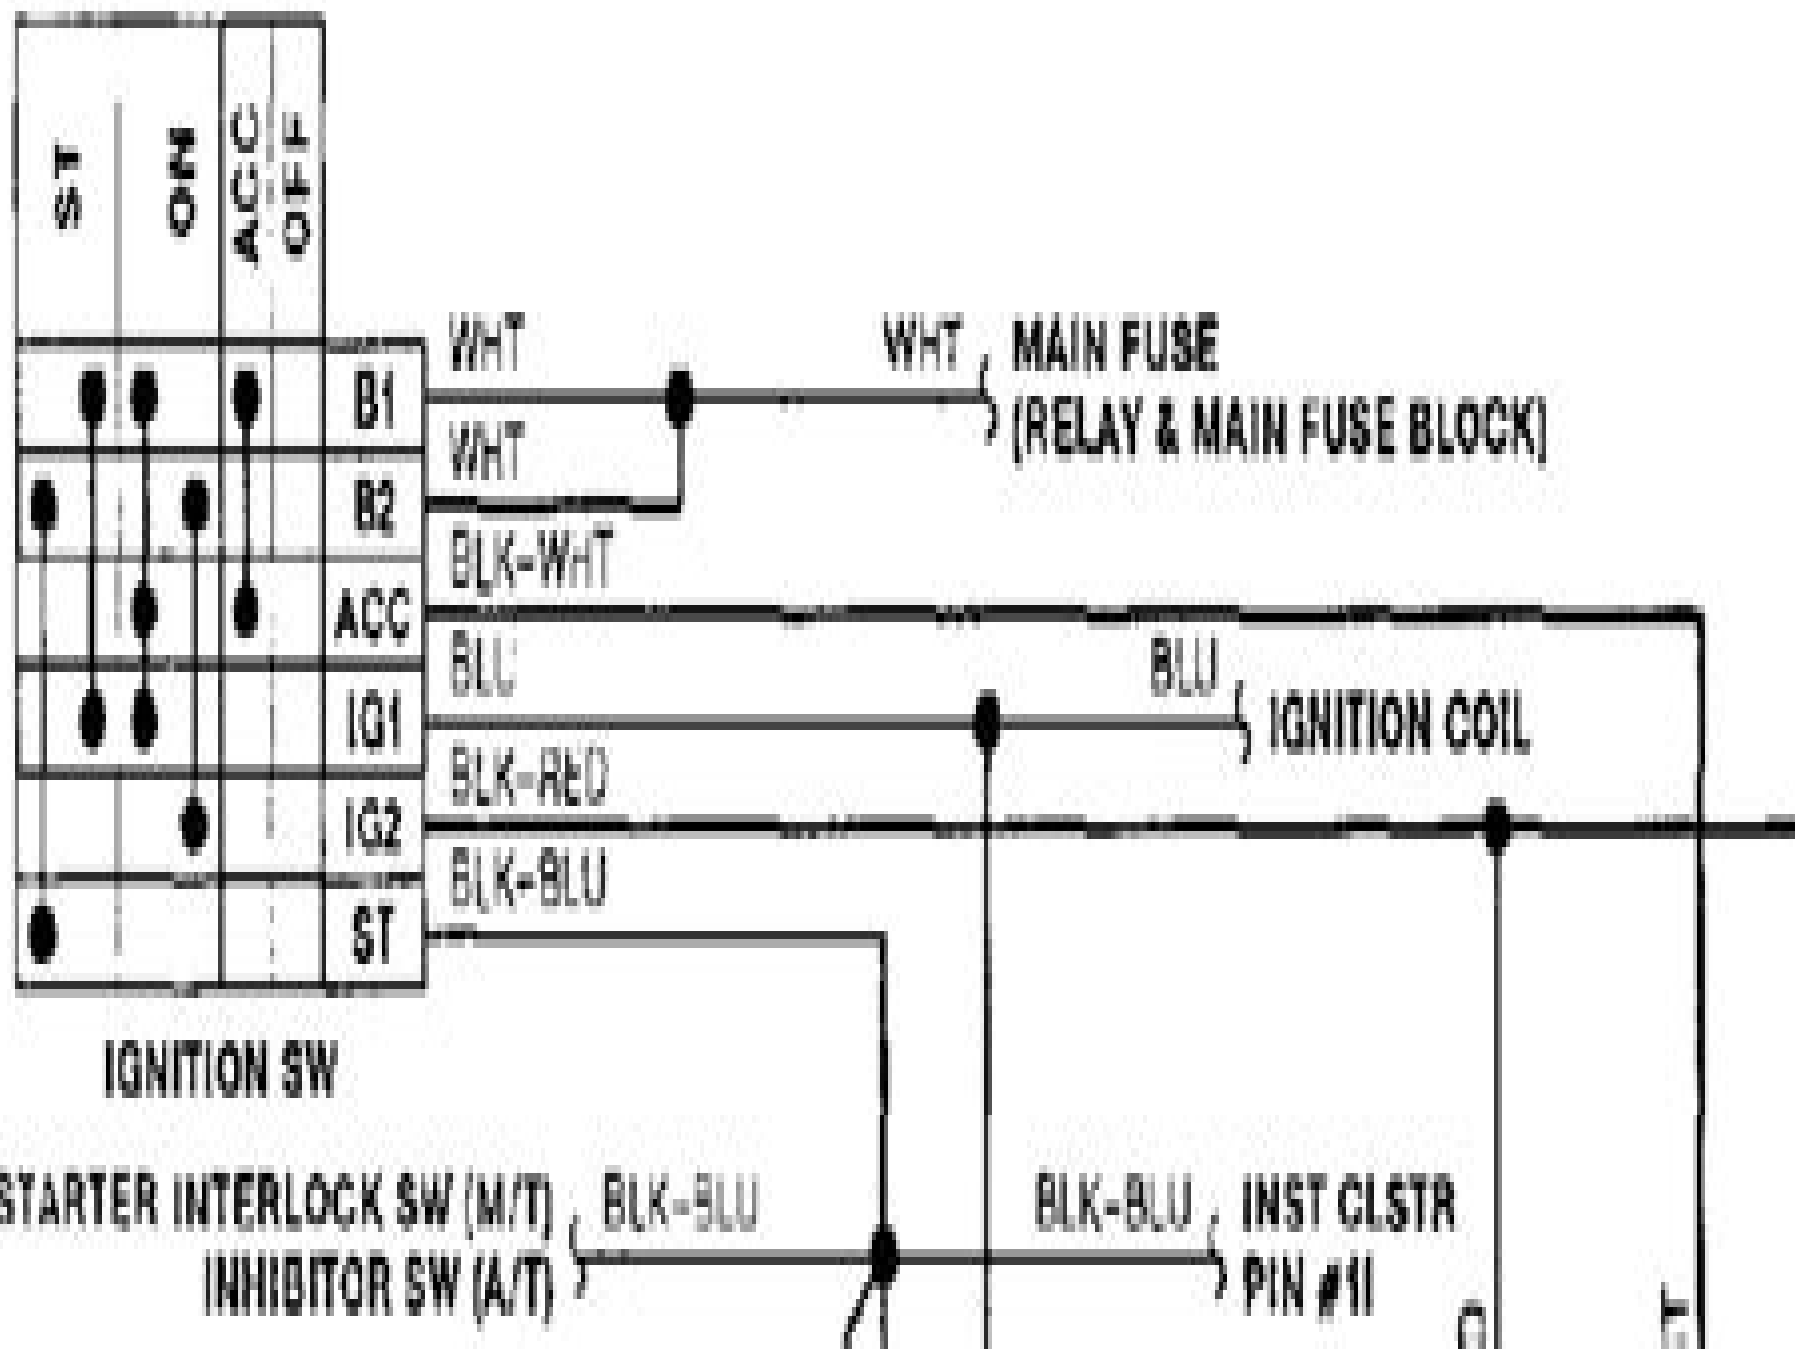 ST
ON
ACC
OFF
B1
WHT
WHT
MAIN FUSE
(RELAY & MAIN FUSE BLOCK)
B2
WHT
ACC
BLK-WHT
IG1
BLU
BLU
IGNITION COIL
IG2
BLK-RED
ST
BLK-BLU
IGNITION SW
STARTER INTERLOCK SW (M/T)
INHIBITOR SW (A/T)
BLK-BLU
BLK-BLU
INST CLSTR
PIN #1I